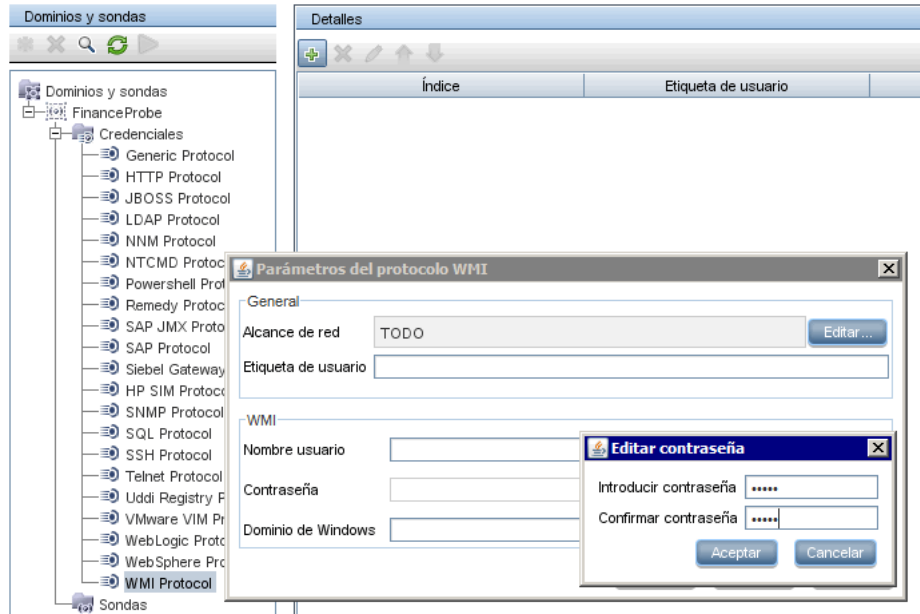 Dominios y sondas
Detalles
Índice
Etiqueta de usuario
Dominios y sondas
FinanceProbe
Credenciales
Generic Protocol
HTTP Protocol
JBOSS Protocol
LDAP Protocol
NNM Protocol
NTCMD Protoc
Powershell Prot
Remedy Protoc
SAP JMX Proto
SAP Protocol
Siebel Gateway
HP SIM Protoc
SNMP Protocol
SQL Protocol
SSH Protocol
Telnet Protocol
Uddi Registry P
VMware VIM Pr
WebLogic Proto
WebSphere Pro
WMI Protocol
Sondas
Parámetros del protocolo WMI
General
Alcance de red TODO Editar...
Etiqueta de usuario
WMI
Nombre usuario
Contraseña
Dominio de Windows
Editar contraseña
Introducir contraseña •••••
Confirmar contraseña •••••
Aceptar Cancelar